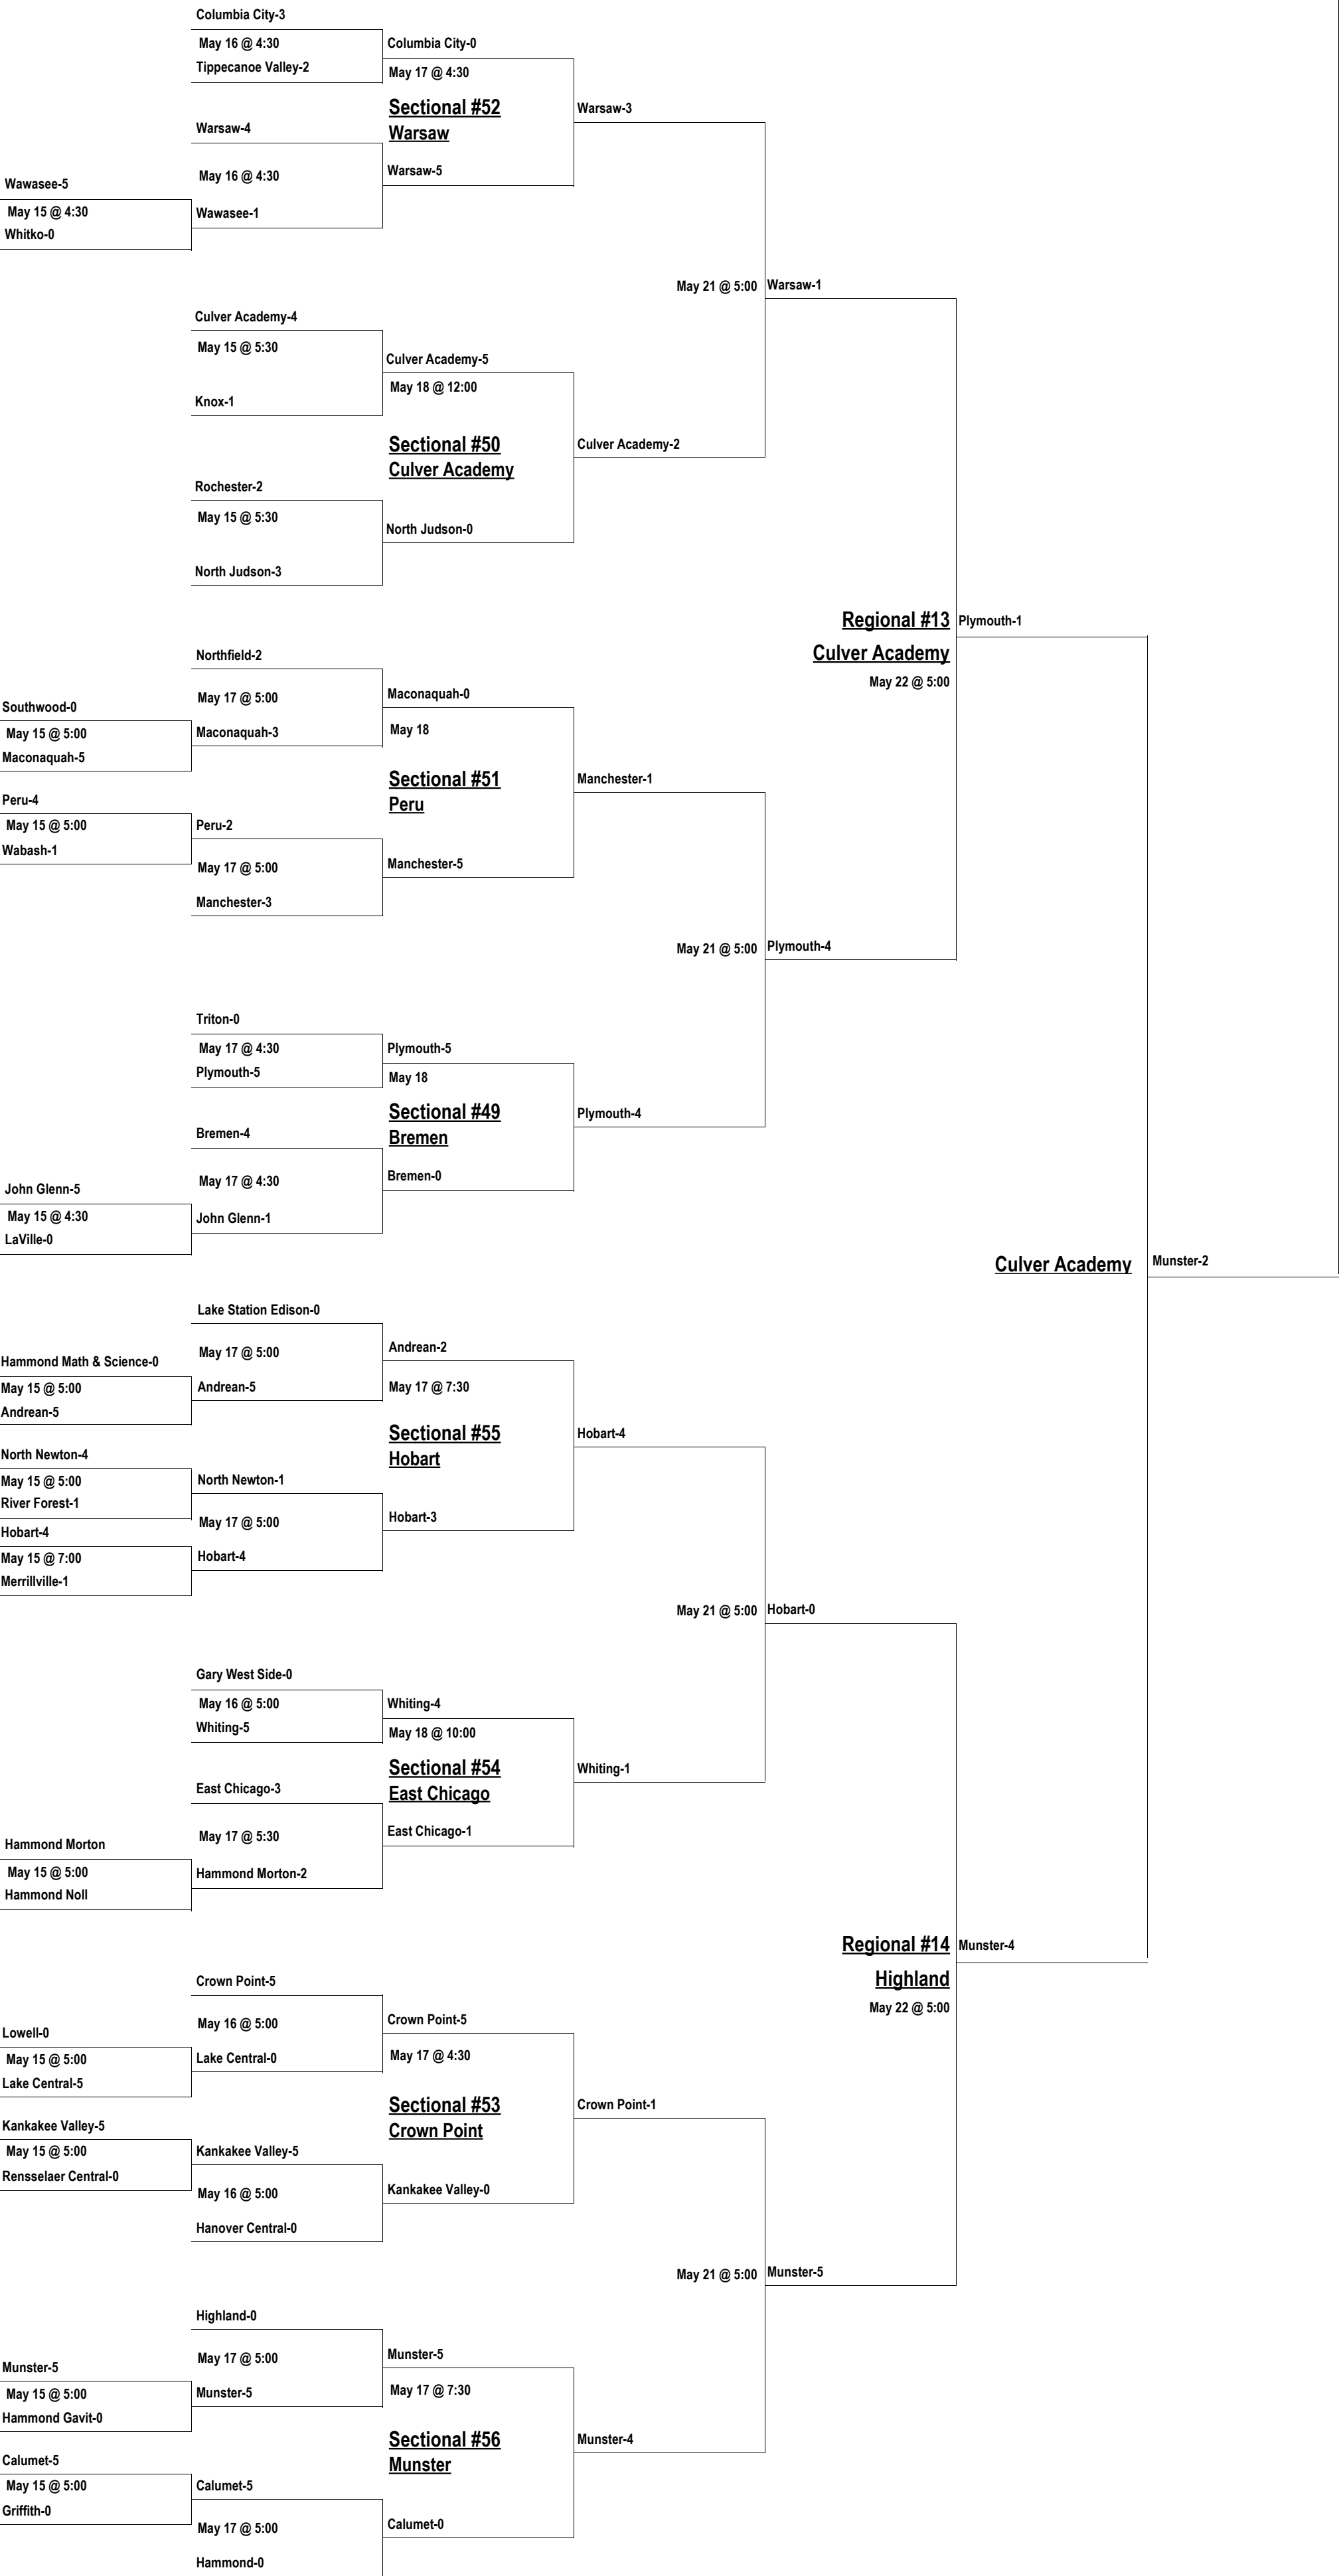 Columbia City-3
May 16 @ 4:30
Tippecanoe Valley-2
Columbia City-0
May 17 @ 4:30
Sectional #52
Warsaw
Warsaw-3
Warsaw-4
May 16 @ 4:30
Warsaw-5
Wawasee-5
May 15 @ 4:30
Whitko-0
Wawasee-1
May 21 @ 5:00
Warsaw-1
Culver Academy-4
May 15 @ 5:30
Knox-1
Culver Academy-5
May 18 @ 12:00
Sectional #50
Culver Academy
Culver Academy-2
Rochester-2
May 15 @ 5:30
North Judson-3
North Judson-0
Regional #13
Culver Academy
May 22 @ 5:00
Plymouth-1
Northfield-2
May 17 @ 5:00
Maconaquah-3
Southwood-0
May 15 @ 5:00
Maconaquah-5
Maconaquah-0
May 18
Sectional #51
Peru
Manchester-1
Peru-4
May 15 @ 5:00
Wabash-1
Peru-2
May 17 @ 5:00
Manchester-3
Manchester-5
May 21 @ 5:00
Plymouth-4
Triton-0
May 17 @ 4:30
Plymouth-5
Plymouth-5
May 18
Sectional #49
Bremen
Plymouth-4
Bremen-4
May 17 @ 4:30
Bremen-0
John Glenn-5
May 15 @ 4:30
LaVille-0
John Glenn-1
Culver Academy
Munster-2
Lake Station Edison-0
May 17 @ 5:00
Andrean-5
Hammond Math & Science-0
May 15 @ 5:00
Andrean-5
Andrean-2
May 17 @ 7:30
Sectional #55
Hobart
Hobart-4
North Newton-4
May 15 @ 5:00
River Forest-1
North Newton-1
May 17 @ 5:00
Hobart-4
Hobart-3
Hobart-4
May 15 @ 7:00
Merrillville-1
May 21 @ 5:00
Hobart-0
Gary West Side-0
May 16 @ 5:00
Whiting-5
Whiting-4
May 18 @ 10:00
Sectional #54
East Chicago
Whiting-1
East Chicago-3
May 17 @ 5:30
East Chicago-1
Hammond Morton
May 15 @ 5:00
Hammond Noll
Hammond Morton-2
Regional #14
Highland
May 22 @ 5:00
Munster-4
Crown Point-5
May 16 @ 5:00
Lake Central-0
Lowell-0
May 15 @ 5:00
Lake Central-5
Crown Point-5
May 17 @ 4:30
Sectional #53
Crown Point
Crown Point-1
Kankakee Valley-5
May 15 @ 5:00
Rensselaer Central-0
Kankakee Valley-5
May 16 @ 5:00
Hanover Central-0
Kankakee Valley-0
May 21 @ 5:00
Munster-5
Highland-0
May 17 @ 5:00
Munster-5
Munster-5
May 15 @ 5:00
Hammond Gavit-0
Munster-5
May 17 @ 7:30
Sectional #56
Munster
Munster-4
Calumet-5
May 15 @ 5:00
Griffith-0
Calumet-5
May 17 @ 5:00
Hammond-0
Calumet-0